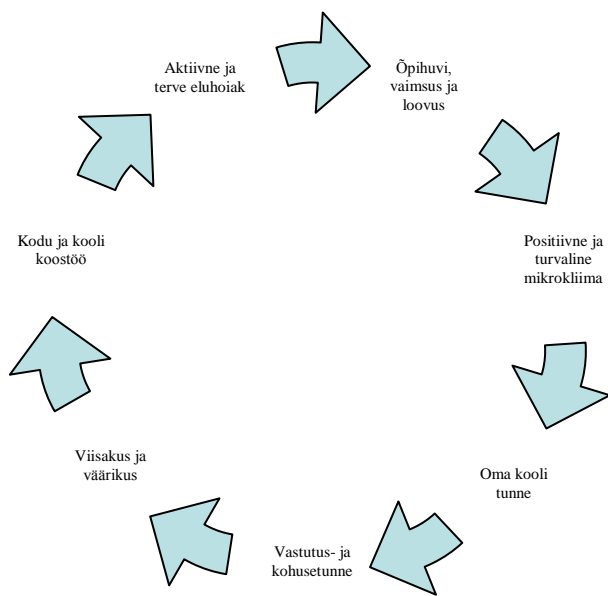 Aktiivne ja
terve eluhoiak
Õpihuvi,
vaimsus ja
loovus
Positiivne ja
turvaline
mikrokliima
Oma kooli
tunne
Vastutus- ja
kohusetunne
Viisakus ja
väärikus
Kodu ja kooli
koostöö